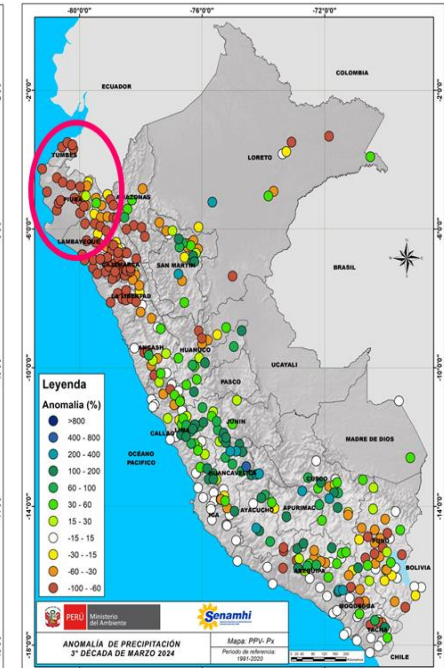 -80°0'0"
-76°0'0"
-72°0'0"
COLOMBIA
ECUADOR
TUMBES
LORETO
PIURA
AMAZONAS
LAMBAYEQUE
CAJAMARCA
SAN MARTIN
BRASIL
LA LIBERTAD
ANCASH
HUANUCO
UCAYALI
PASCO
Leyenda
Anomalía (%)
>800
400 - 800
200 - 400
100 - 200
60 - 100
30 - 60
15 - 30
-15 - 15
-30 - -15
-60 - -30
-100 - -60
JUNIN
CALLAO
LIMA
MADRE DE DIOS
OCÉANO
PACIFICO
HUANCAVELICA
CUSCO
ICA
AYACUCHO
APURIMAC
PUNO
AREQUIPA
BOLIVIA
MOQUEGUA
TACNA
CHILE
PERÚ
Ministerio
del Ambiente
Senamhi
ANOMALÍA DE PRECIPITACIÓN
3° DÉCADA DE MARZO 2024
Mapa: PPV- Px
Periodo de referencia:
1991-2020